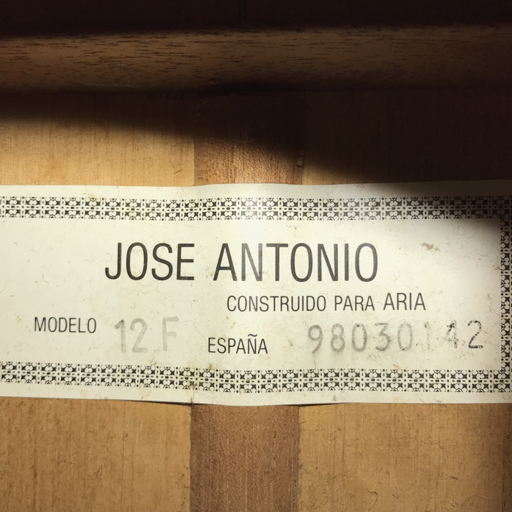 JOSE ANTONIO
CONSTRUIDO PARA ARIA
MODELO 12 F ESPAÑA 98030142